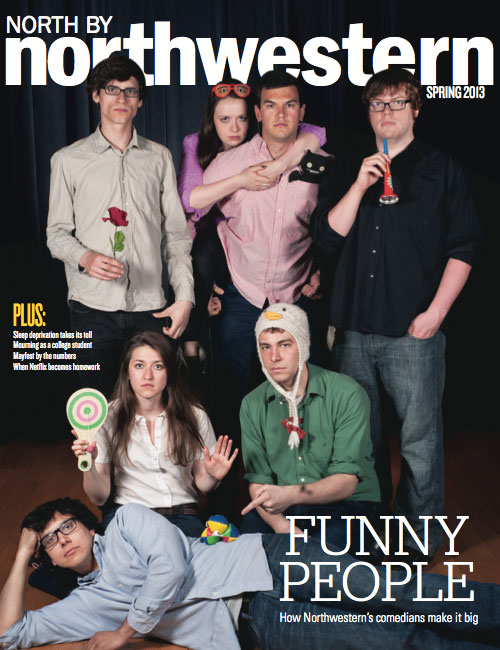 NORTH BY
northwestern
SPRING 2013
PLUS:
Sleep deprivation takes its toll
Mourning as a college student
Mayfest by the numbers
When Netflix becomes homework
FUNNY
PEOPLE
How Northwestern's comedians make it big